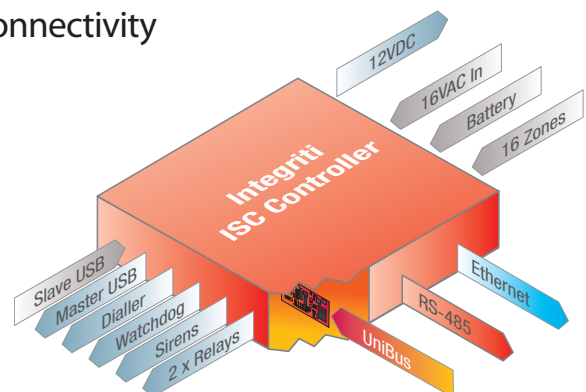 onnectivity
12VDC
16VAC In
Battery
16 Zones
Integriti
ISC Controller
Slave USB
Master USB
Dialler
Watchdog
Sirens
2 x Relays
Ethernet
RS-485
UniBus